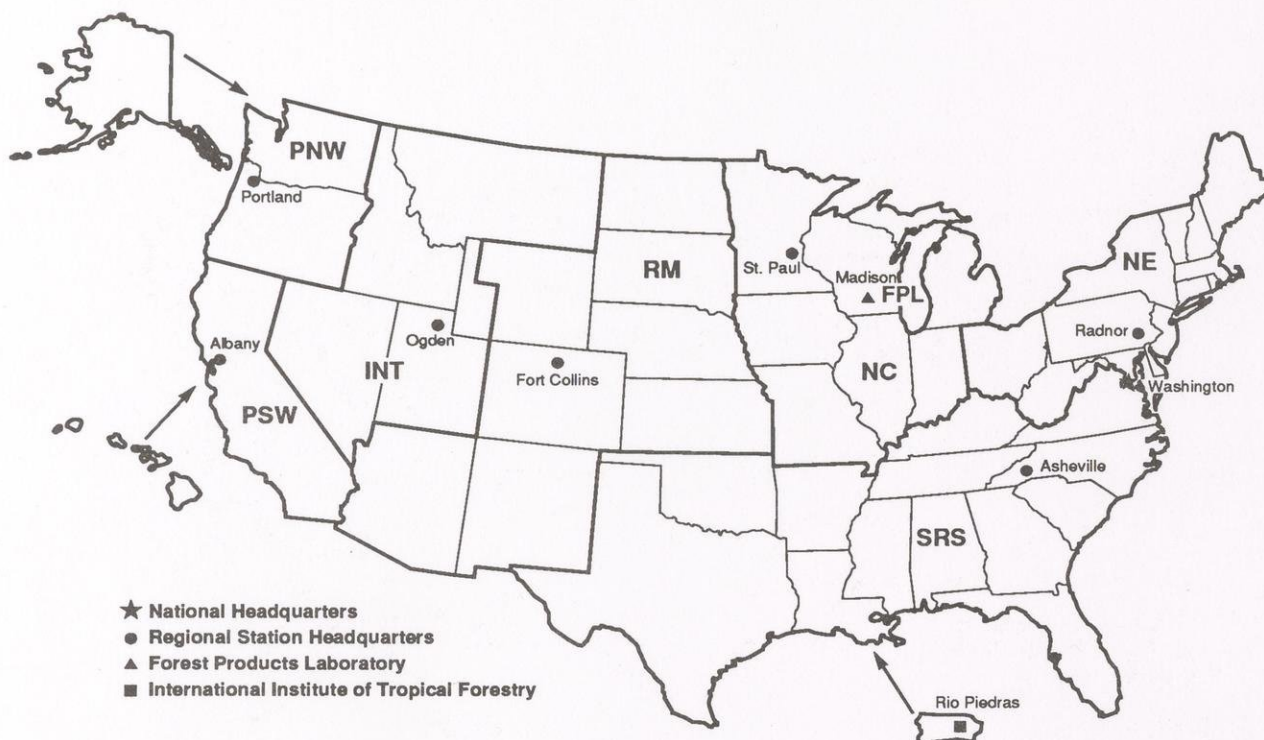 PNW
Portland
RM
St. Paul
Madison
FPL
NE
Radnor
Albany
Ogden
INT
Fort Collins
NC
Washington
PSW
Asheville
SRS
National Headquarters
Regional Station Headquarters
Forest Products Laboratory
International Institute of Tropical Forestry
Rio Piedras